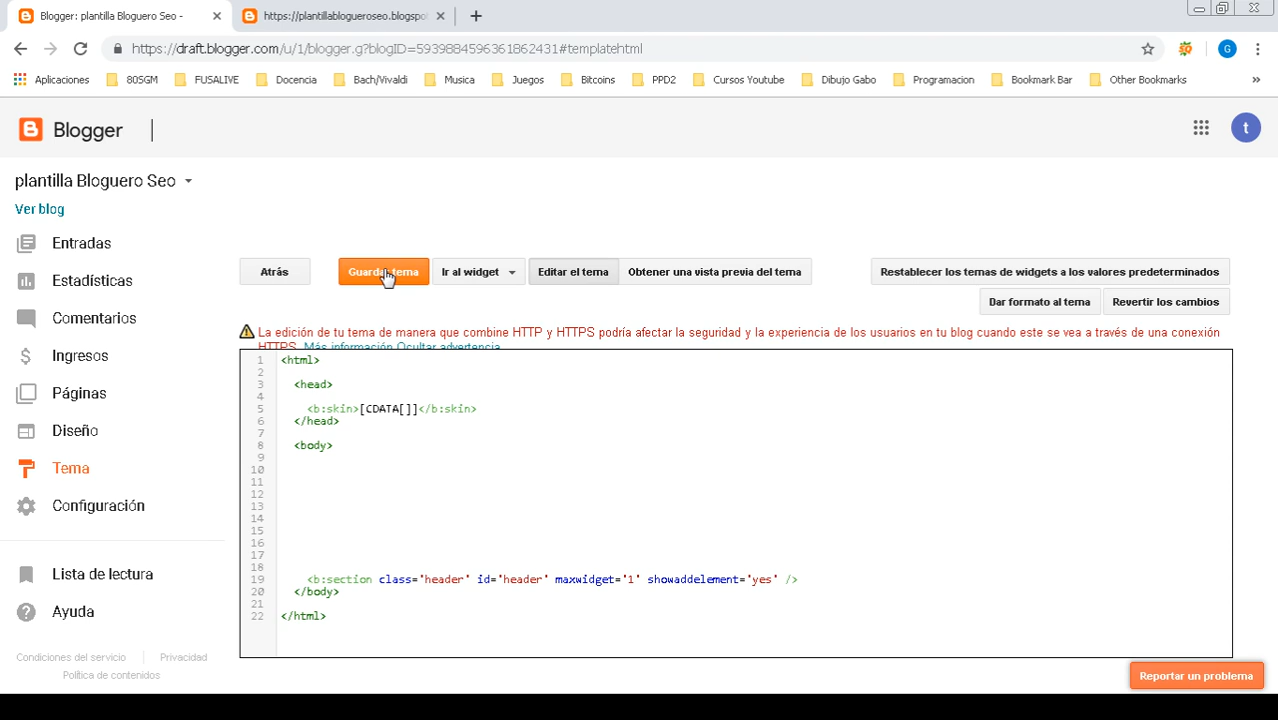 Blogger: plantilla Bloguero Seo -
https://plantillablogueroseo.blogspo
https://draft.blogger.com/u/1/blogger.g?blogID=5939884596361862431#templatehtml
G
Aplicaciones 80SGM FUSALIVE Docencia Bach/Vivaldi Musica Juegos Bitcoins PPD2 Cursos Youtube Dibujo Gabo Programacion Bookmark Bar Other Bookmarks »
Blogger
t
plantilla Bloguero Seo
Ver blog
Entradas
Estadísticas
Comentarios
Ingresos
Páginas
Diseño
Tema
Configuración
Lista de lectura
Ayuda
Condiciones del servicio Privacidad
Política de contenidos
Atrás Guardar tema Ir al widget Editar el tema Obtener una vista previa del tema Restablecer los temas de widgets a los valores predeterminados
Dar formato al tema Revertir los cambios
La edición de tu tema de manera que combine HTTP y HTTPS podría afectar la seguridad y la experiencia de los usuarios en tu blog cuando este se vea a través de una conexión
HTTPS. Más información Ocultar advertencia
1 <html>
2
3 <head>
4
5 <b:skin>[CDATA[]]</b:skin>
6 </head>
7
8 <body>
9
10
11
12
13
14
15
16
17
18
19 <b:section class='header' id='header' maxwidget='1' showaddelement='yes' />
20 </body>
21
22 </html>
Reportar un problema